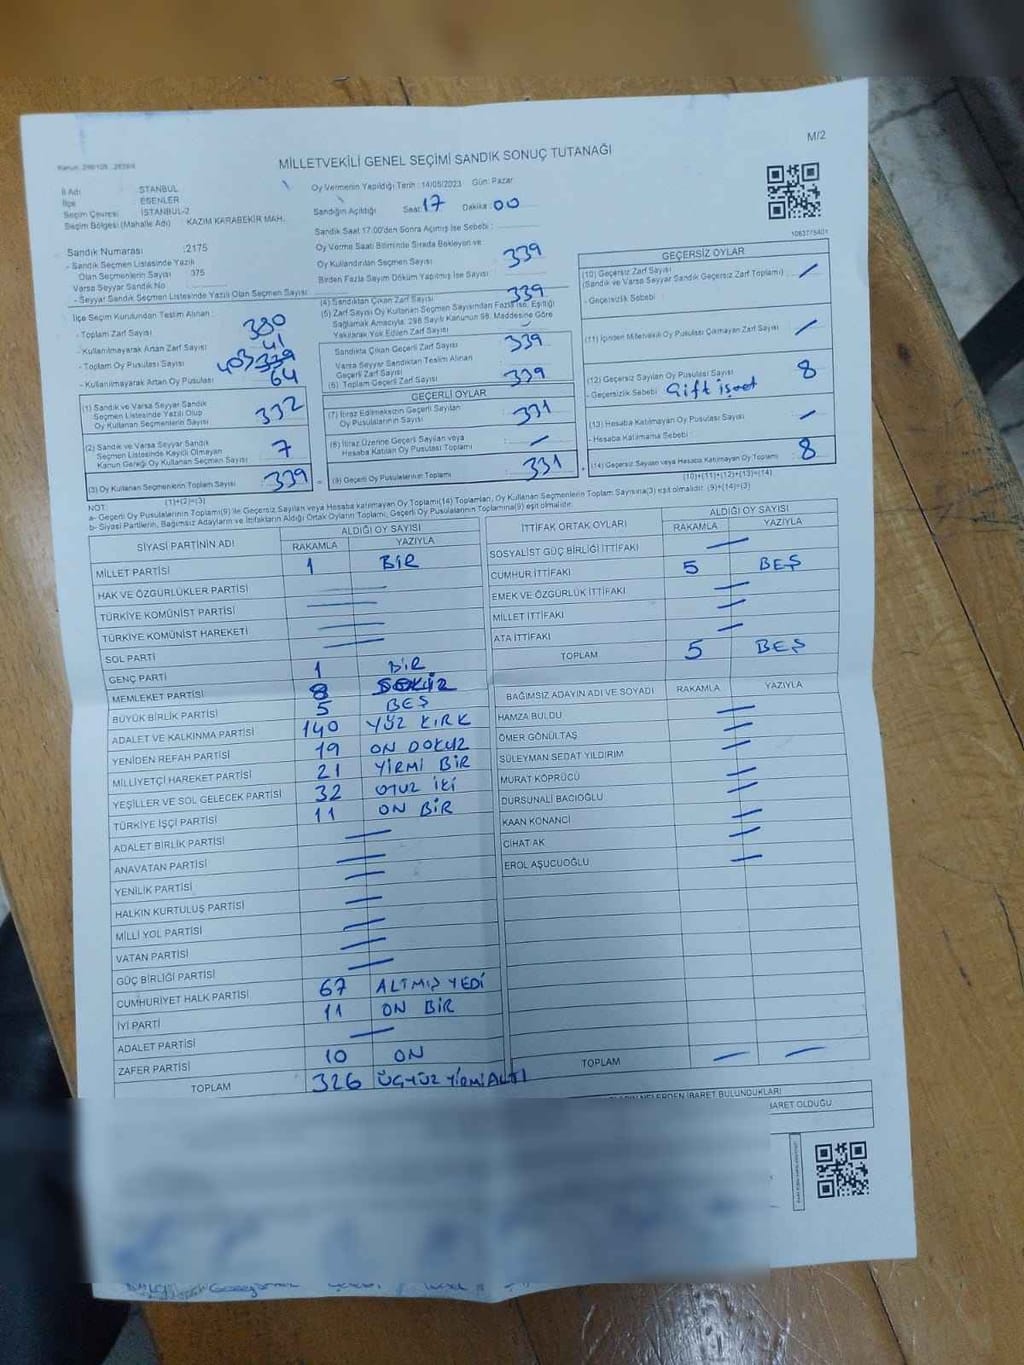 M/2
MİLLETVEKİLİ GENEL SEÇİMİ SANDIK SONUÇ TUTANAĞI
İl Adı : İSTANBUL
İlçe : ESENLER
Seçim Çevresi : İSTANBUL-2
Seçim Bölgesi (Mahalle Adı) : KAZIM KARABEKİR MAH.
Oy Vermenin Yapıldığı Tarih : 14/05/2023 Gün: Pazar
Sandığın Açıldığı Saat: 17 Dakika: 00
Sandık Saat 17:00'den Sonra Açılmış İse Sebebi :
1063775401
Sandık Numarası : 2175
- Sandık Seçmen Listesinde Yazılı
Olan Seçmenlerin Sayısı : 375
Varsa Seyyar Sandık No :
- Seyyar Sandık Seçmen Listesinde Yazılı Olan Seçmen Sayısı :
Oy Verme Saati Bitiminde Sırada Bekleyen ve
Oy Kullandırılan Seçmen Sayısı : 339
Birden Fazla Sayım Döküm Yapılmış İse Sayısı :
İlçe Seçim Kurulundan Teslim Alınan :
- Toplam Zarf Sayısı : 380
- Kullanılmayarak Artan Zarf Sayısı : 41
- Toplam Oy Pusulası Sayısı : 403 339
- Kullanılmayarak Artan Oy Pusulası : 64
(4) Sandıktan Çıkan Zarf Sayısı : 339
(5) Zarf Sayısı Oy Kullanan Seçmen Sayısından Fazla ise, Eşitliği
Sağlamak Amacıyla; 298 Sayılı Kanunun 98. Maddesine Göre
Yakılarak Yok Edilen Zarf Sayısı :
Sandıkta Çıkan Geçerli Zarf Sayısı : 339
Varsa Seyyar Sandıktan Teslim Alınan
Geçerli Zarf Sayısı :
(6) Toplam Geçerli Zarf Sayısı : 339
(1) Sandık ve Varsa Seyyar Sandık
Seçmen Listesinde Yazılı Olup
Oy Kullanan Seçmenlerin Sayısı : 332
(2) Sandık ve Varsa Seyyar Sandık
Seçmen Listesinde Kayıtlı Olmayan
Kanun Gereği Oy Kullanan Seçmen Sayısı : 7
(3) Oy Kullanan Seçmenlerin Toplam Sayısı : 339
(1)+(2)=(3)
GEÇERLİ OYLAR
(7) İtiraz Edilmeksizin Geçerli Sayılan
Oy Pusulalarının Sayısı : 331
(8) İtiraz Üzerine Geçerli Sayılan veya
Hesaba Katılan Oy Pusulası Toplamı : —
(9) Geçerli Oy Pusulalarının Toplamı : 331
GEÇERSİZ OYLAR
(10) Geçersiz Zarf Sayısı :
(Sandık ve Varsa Seyyar Sandık Geçersiz Zarf Toplamı) : —
- Geçersizlik Sebebi :
(11) İçinden Milletvekili Oy Pusulası Çıkmayan Zarf Sayısı : —
(12) Geçersiz Sayılan Oy Pusulası Sayısı : 8
- Geçersizlik Sebebi : Çift işaet
(13) Hesaba Katılmayan Oy Pusulası Sayısı : —
- Hesaba Katılmama Sebebi :
(14) Geçersiz Sayılan veya Hesaba Katılmayan Oy Toplamı : 8
(10)+(11)+(12)+(13)=(14)
NOT:
a- Geçerli Oy Pusulalarının Toplamı(9) ile Geçersiz Sayılan veya Hesaba katılmayan Oy Toplamı(14) Toplamları, Oy Kullanan Seçmenlerin Toplam Sayısına(3) eşit olmalıdır. (9)+(14)=(3)
b- Siyasi Partilerin, Bağımsız Adayların ve İttifakların Aldığı Ortak Oyların Toplamı, Geçerli Oy Pusulalarının Toplamına(9) eşit olmalıdır.
SİYASİ PARTİNİN ADI ALDIĞI OY SAYISI
RAKAMLA YAZIYLA
MİLLET PARTİSİ 1 BİR
HAK VE ÖZGÜRLÜKLER PARTİSİ —
TÜRKİYE KOMÜNİST PARTİSİ —
TÜRKİYE KOMÜNİST HAREKETİ —
SOL PARTİ —
GENÇ PARTİ 1 BİR
MEMLEKET PARTİSİ 8 SEKİZ
BÜYÜK BİRLİK PARTİSİ 5 BEŞ
ADALET VE KALKINMA PARTİSİ 140 YÜZ KIRK
YENİDEN REFAH PARTİSİ 19 ON DOKUZ
MİLLİYETÇİ HAREKET PARTİSİ 21 YİRMİ BİR
YEŞİLLER VE SOL GELECEK PARTİSİ 32 OTUZ İKİ
TÜRKİYE İŞÇİ PARTİSİ 11 ON BİR
ADALET BİRLİK PARTİSİ —
ANAVATAN PARTİSİ —
YENİLİK PARTİSİ —
HALKIN KURTULUŞ PARTİSİ —
MİLLİ YOL PARTİSİ —
VATAN PARTİSİ —
GÜÇ BİRLİĞİ PARTİSİ —
CUMHURİYET HALK PARTİSİ 67 ALTMIŞ YEDİ
İYİ PARTİ 11 ON BİR
ADALET PARTİSİ —
ZAFER PARTİSİ 10 ON
TOPLAM 326 ÜÇYÜZ YİRMİALTI
İTTİFAK ORTAK OYLARI ALDIĞI OY SAYISI
RAKAMLA YAZIYLA
SOSYALİST GÜÇ BİRLİĞİ İTTİFAKI —
CUMHUR İTTİFAKI 5 BEŞ
EMEK VE ÖZGÜRLÜK İTTİFAKI —
MİLLET İTTİFAKI —
ATA İTTİFAKI —
TOPLAM 5 BEŞ
BAĞIMSIZ ADAYIN ADI VE SOYADI RAKAMLA YAZIYLA
HAMZA BULDU —
ÖMER GÖNÜLTAŞ —
SÜLEYMAN SEDAT YILDIRIM —
MURAT KÖPRÜCÜ —
DURSUNALİ BACIOĞLU —
KAAN KONANCİ —
CİHAT AK —
EROL AŞUCUOĞLU —
TOPLAM — —
NELERDEN İBARET BULUNDUKLARI
İBARET OLDUĞU